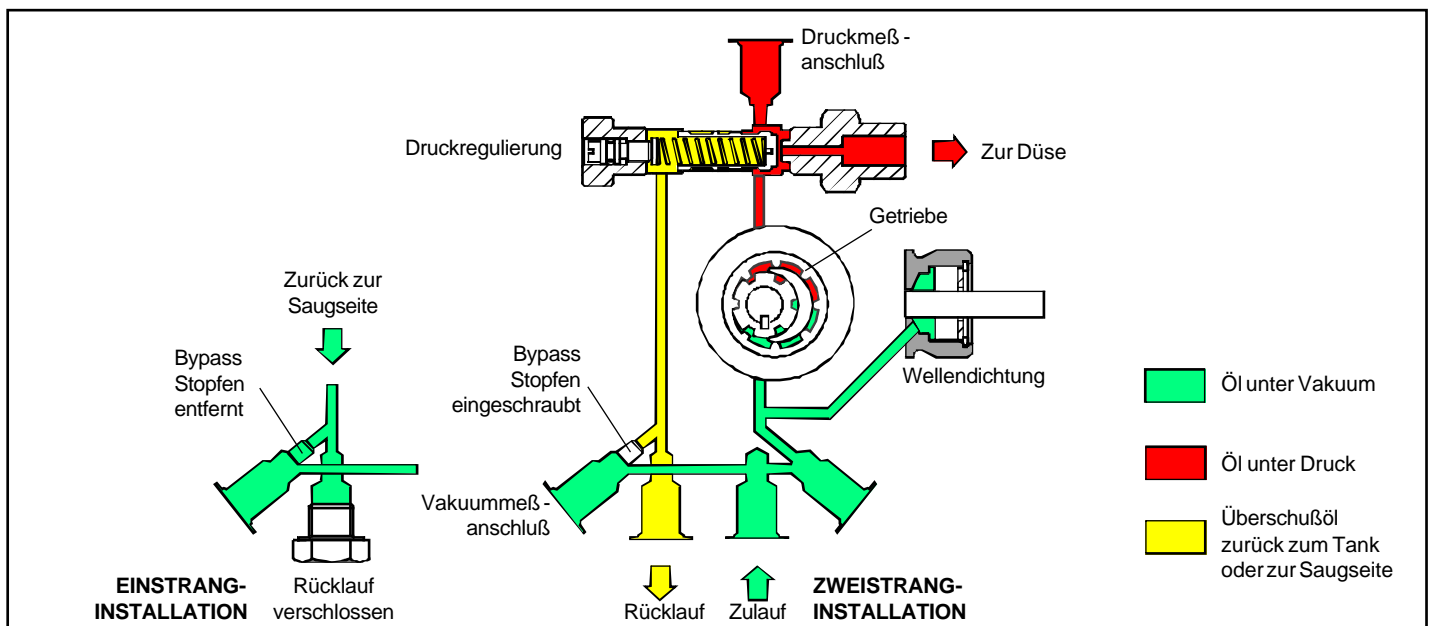 Druckmeß -
anschluß
Druckregulierung
Zur Düse
Getriebe
Zurück zur
Saugseite
Bypass
Stopfen
entfernt
Bypass
Stopfen
eingeschraubt
Wellendichtung
Vakuummeß -
anschluß
EINSTRANG-
INSTALLATION
Rücklauf
verschlossen
Rücklauf
Zulauf
ZWEISTRANG-
INSTALLATION
Öl unter Vakuum
Öl unter Druck
Überschußöl
zurück zum Tank
oder zur Saugseite